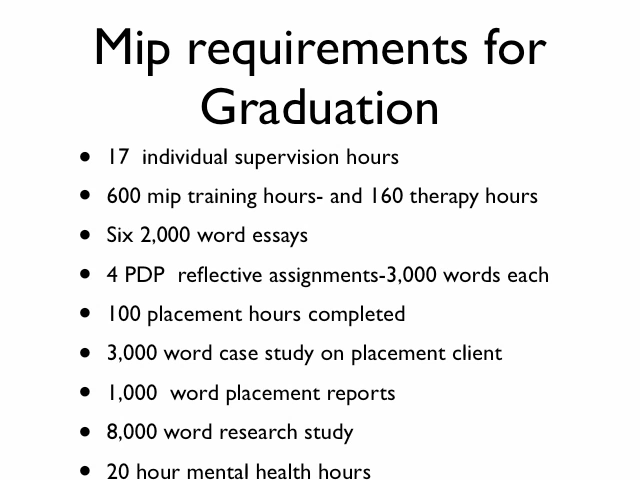 Mip requirements for
Graduation
• 17  individual supervision hours
• 600 mip training hours- and 160 therapy hours
• Six 2,000 word essays
• 4 PDP  reflective assignments-3,000 words each
• 100 placement hours completed
• 3,000 word case study on placement client
• 1,000  word placement reports
• 8,000 word research study
• 20 hour mental health hours